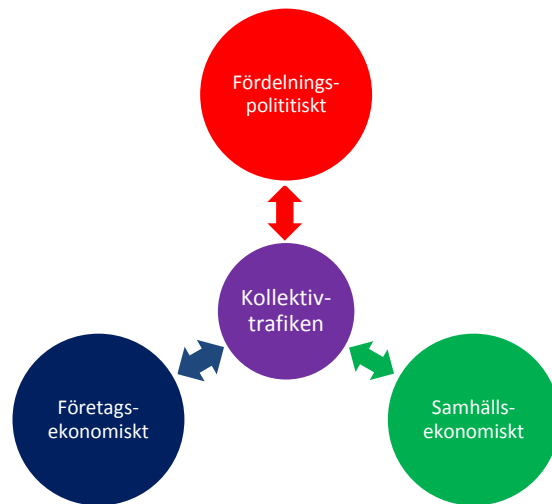 Fördelnings-
polititiskt
Kollektiv-
trafiken
Företags-
ekonomiskt
Samhälls-
ekonomiskt